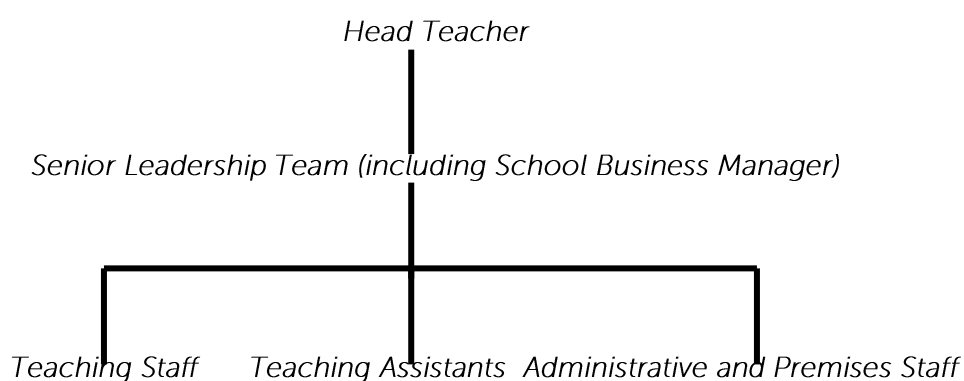 Head Teacher
Senior Leadership Team (including School Business Manager)
Teaching Staff Teaching Assistants Administrative and Premises Staff